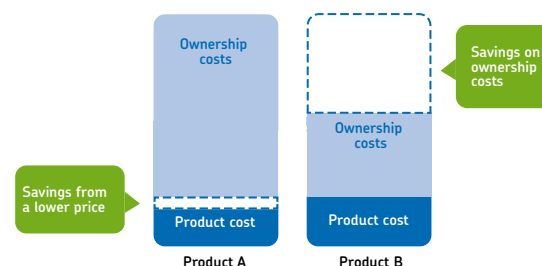 Ownership
costs
Savings on
ownership
costs
Ownership
costs
Savings from
a lower price
Product cost
Product cost
Product A
Product B